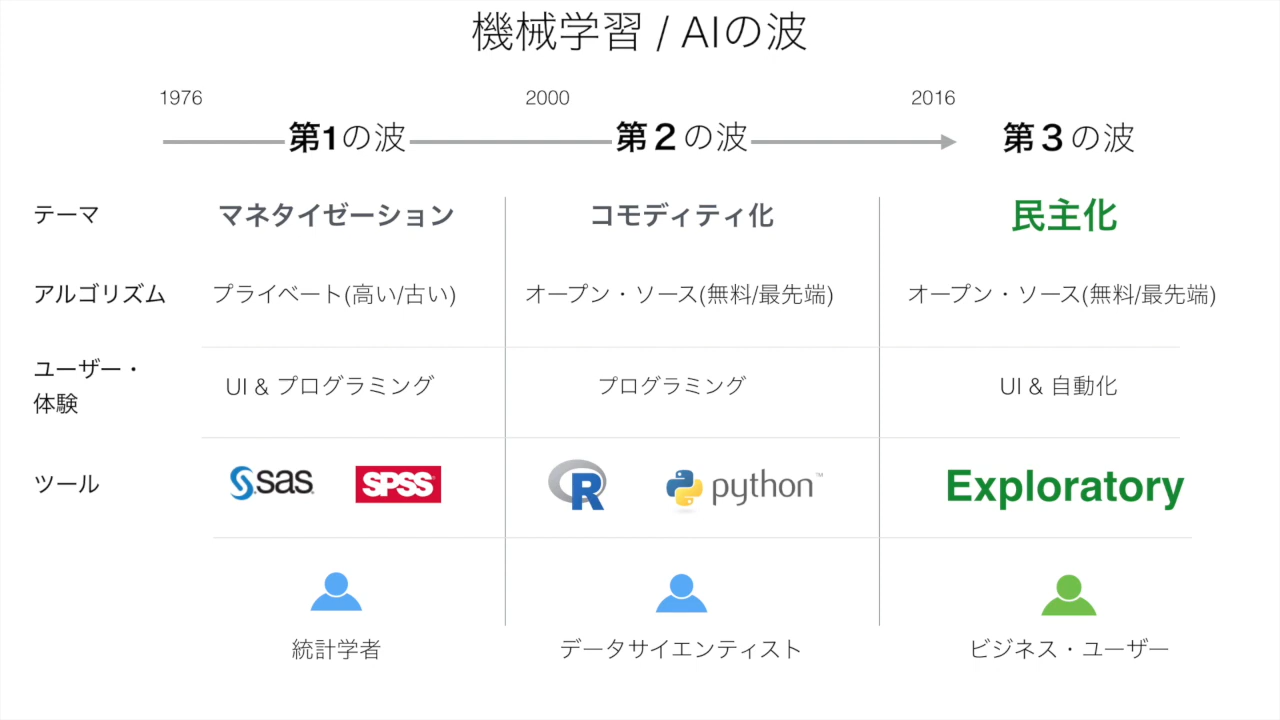 機械学習 / AIの波
1976
2000
2016
第1の波
第２の波
第３の波
テーマ
マネタイゼーション
コモディティ化
民主化
アルゴリズム
プライベート(高い/古い)
オープン・ソース(無料/最先端)
オープン・ソース(無料/最先端)
ユーザー・
体験
UI & プログラミング
プログラミング
UI & 自動化
ツール
sas
SPSS
R
python™
Exploratory
統計学者
データサイエンティスト
ビジネス・ユーザー